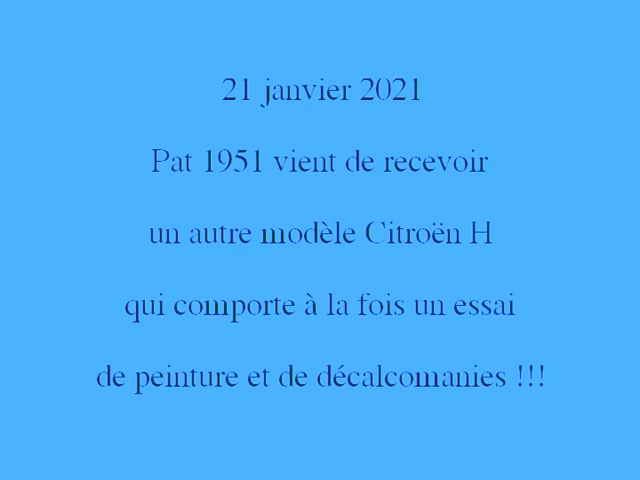 21 janvier 2021
Pat 1951 vient de recevoir
un autre modèle Citroën H
qui comporte à la fois un essai
de peinture et de décalcomanies !!!